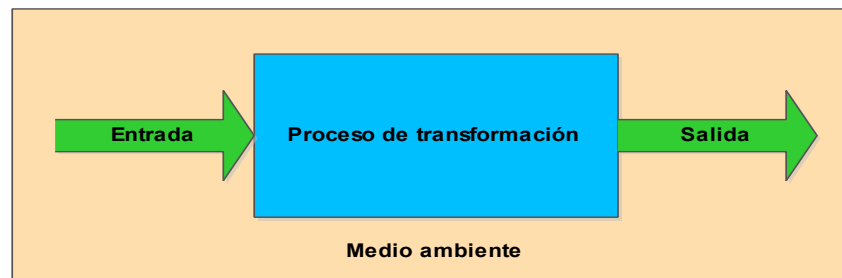 Entrada
Proceso de transformación
Salida
Medio ambiente